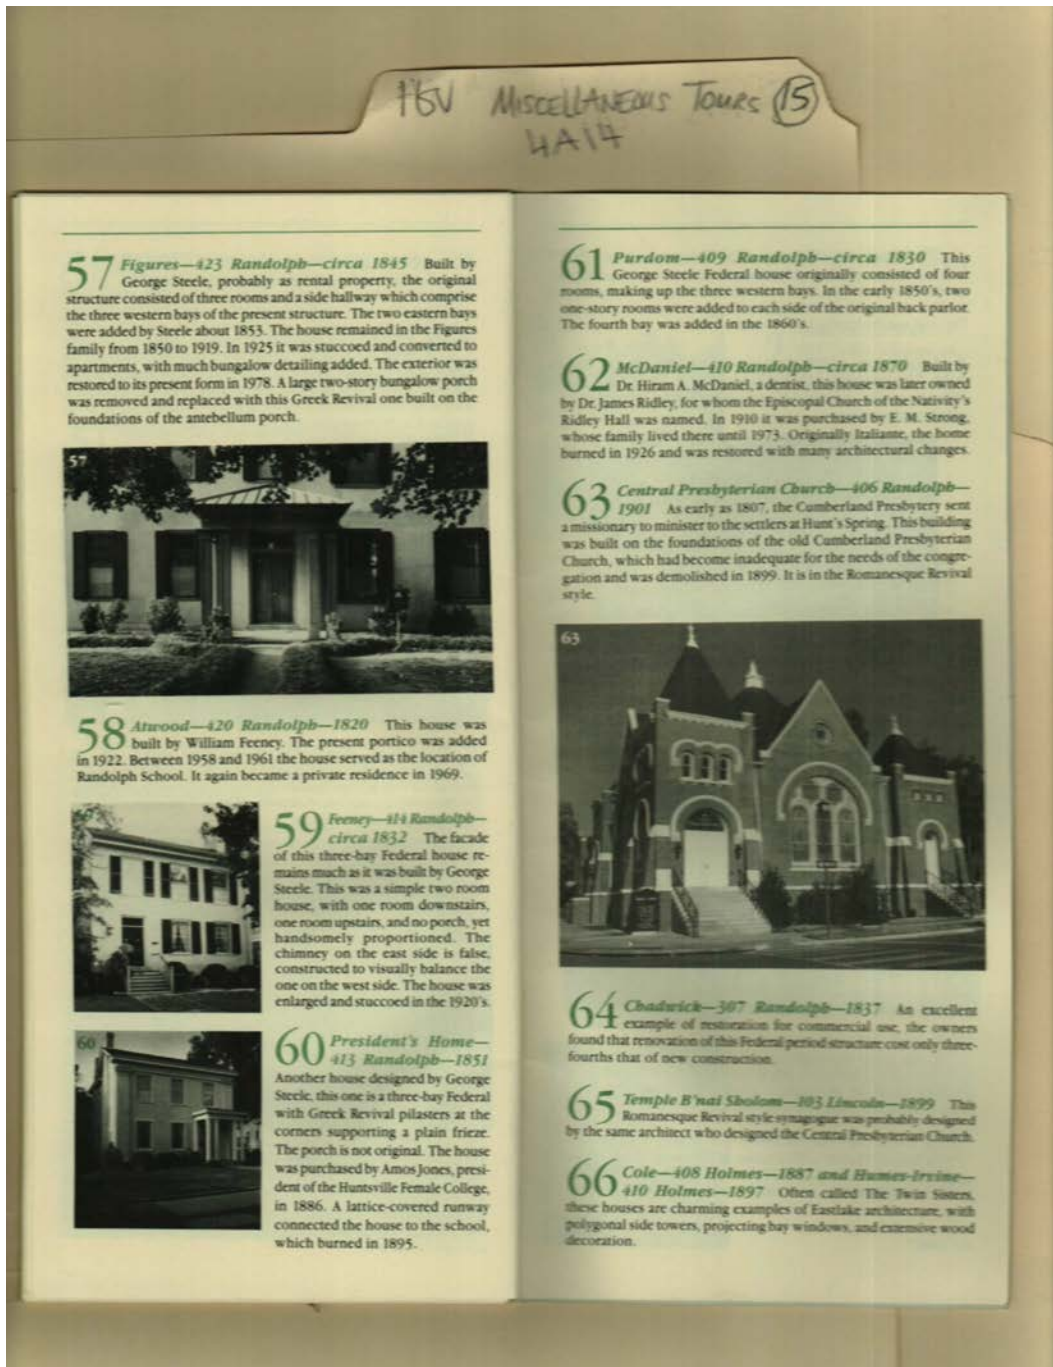 HSV MISCELLANEOUS TOURS 15
4A14
57 Figures—423 Randolph—circa 1845 Built by
George Steele, probably as rental property, the original
structure consisted of three rooms and a side hallway which comprise
the three western bays of the present structure. The two eastern bays
were added by Steele about 1853. The house remained in the Figures
family from 1850 to 1919. In 1925 it was stuccoed and converted to
apartments, with much bungalow detailing added. The exterior was
restored to its present form in 1978. A large two-story bungalow porch
was removed and replaced with this Greek Revival one built on the
foundations of the antebellum porch.
57
58 Atwood—420 Randolph—1820 This house was
built by William Feeney. The present portico was added
in 1922. Between 1958 and 1961 the house served as the location of
Randolph School. It again became a private residence in 1969.
59 Feeney—414 Randolph—
circa 1832 The facade
of this three-bay Federal house re-
mains much as it was built by George
Steele. This was a simple two room
house, with one room downstairs,
one room upstairs, and no porch, yet
handsomely proportioned. The
chimney on the east side is false,
constructed to visually balance the
one on the west side. The house was
enlarged and stuccoed in the 1920's.
60
60 President's Home—
413 Randolph—1851
Another house designed by George
Steele, this one is a three-bay Federal
with Greek Revival pilasters at the
corners supporting a plain frieze.
The porch is not original. The house
was purchased by Amos Jones, presi-
dent of the Huntsville Female College,
in 1886. A lattice-covered runway
connected the house to the school,
which burned in 1895.
61 Purdom—409 Randolph—circa 1830 This
George Steele Federal house originally consisted of four
rooms, making up the three western bays. In the early 1850's, two
one-story rooms were added to each side of the original back parlor.
The fourth bay was added in the 1860's.
62 McDaniel—410 Randolph—circa 1870 Built by
Dr. Hiram A. McDaniel, a dentist, this house was later owned
by Dr. James Ridley, for whom the Episcopal Church of the Nativity's
Ridley Hall was named. In 1910 it was purchased by E. M. Strong,
whose family lived there until 1973. Originally Italiante, the home
burned in 1926 and was restored with many architectural changes.
63 Central Presbyterian Church—406 Randolph—
1901 As early as 1807, the Cumberland Presbytery sent
a missionary to minister to the settlers at Hunt's Spring. This building
was built on the foundations of the old Cumberland Presbyterian
Church, which had become inadequate for the needs of the congre-
gation and was demolished in 1899. It is in the Romanesque Revival
style.
63
64 Chadwick—307 Randolph—1837 An excellent
example of restoration for commercial use, the owners
found that renovation of this Federal period structure cost only three-
fourths that of new construction.
65 Temple B'nai Sholom—103 Lincoln—1899 This
Romanesque Revival style synagogue was probably designed
by the same architect who designed the Central Presbyterian Church.
66 Cole—408 Holmes—1887 and Humes-Irvine—
410 Holmes—1897 Often called The Twin Sisters,
these houses are charming examples of Eastlake architecture, with
polygonal side towers, projecting bay windows, and extensive wood
decoration.